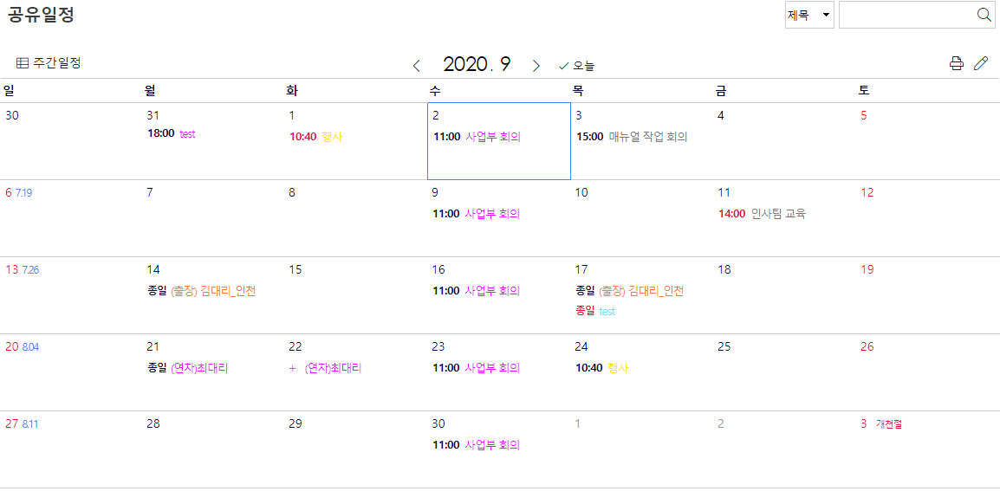 공유일정
제목
주간일정
2020. 9
오늘
일 월 화 수 목 금 토
30 31 1 2 3 4 5
18:00 test
10:40 행사
11:00 사업부 회의
15:00 매뉴얼 작업 회의
6 7.19 7 8 9 10 11 12
11:00 사업부 회의
14:00 인사팀 교육
13 7.26 14 15 16 17 18 19
종일 (출장) 김대리_인천
11:00 사업부 회의
종일 (출장) 김대리_인천
종일 test
20 8.04 21 22 23 24 25 26
종일 (연차)최대리
+ (연차)최대리
11:00 사업부 회의
10:40 행사
27 8.11 28 29 30 1 2 3 개천절
11:00 사업부 회의